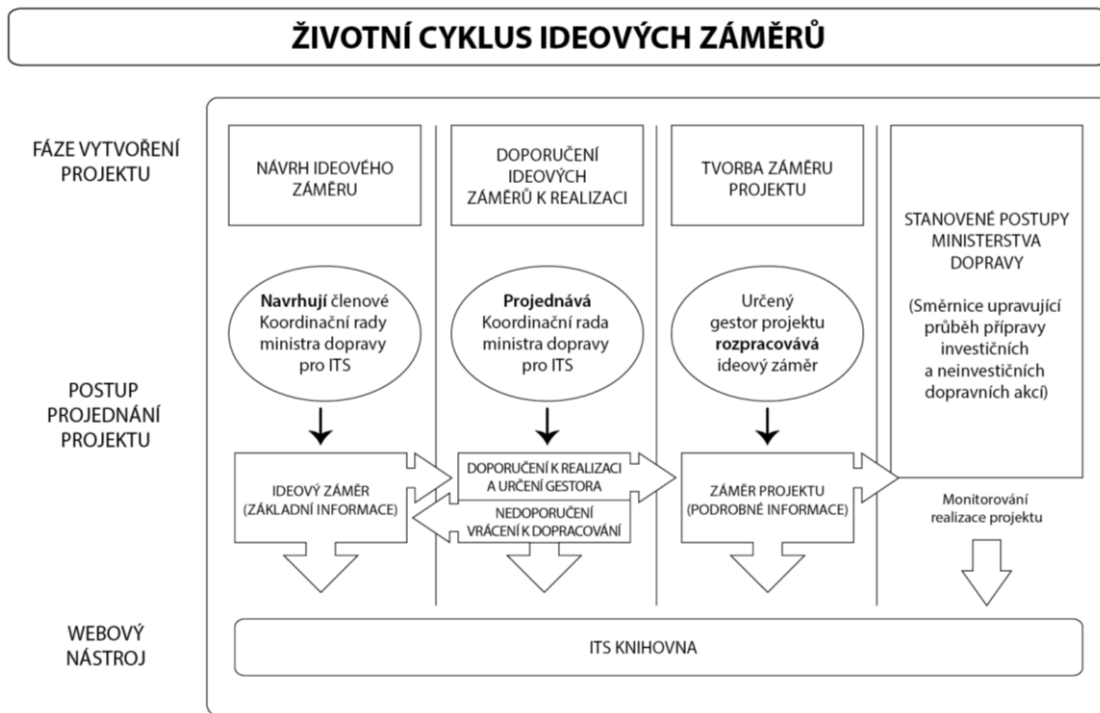 ŽIVOTNÍ CYKLUS IDEOVÝCH ZÁMĚRŮ
FÁZE VYTVOŘENÍ
PROJEKTU
NÁVRH IDEOVÉHO
ZÁMĚRU
DOPORUČENÍ
IDEOVÝCH
ZÁMĚRŮ K REALIZACI
TVORBA ZÁMĚRU
PROJEKTU
STANOVENÉ POSTUPY
MINISTERSTVA
DOPRAVY
(Směrnice upravující
průběh přípravy
investičních
a neinvestičních
dopravních akcí)
POSTUP
PROJEDNÁNÍ
PROJEKTU
Navrhují členové
Koordinační rady
ministra dopravy
pro ITS
Projednává
Koordinační rada
ministra dopravy
pro ITS
Určený
gestor projektu
rozpracovává
ideový záměr
IDEOVÝ ZÁMĚR
(ZÁKLADNÍ INFORMACE)
DOPORUČENÍ K REALIZACI
A URČENÍ GESTORA
NEDOPORUČENÍ
VRÁCENÍ K DOPRACOVÁNÍ
ZÁMĚR PROJEKTU
(PODROBNÉ INFORMACE)
Monitorování
realizace projektu
WEBOVÝ
NÁSTROJ
ITS KNIHOVNA